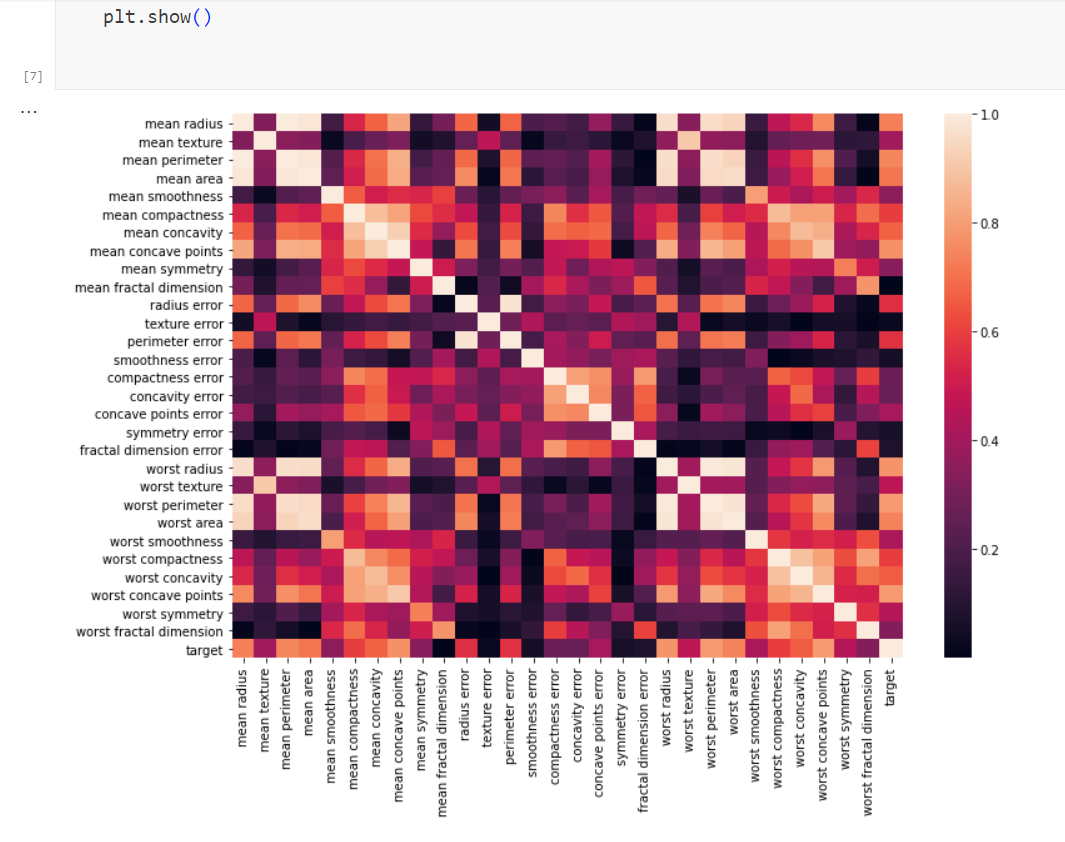 plt.show()
[7]
...
mean radius
mean texture
mean perimeter
mean area
mean smoothness
mean compactness
mean concavity
mean concave points
mean symmetry
mean fractal dimension
radius error
texture error
perimeter error
smoothness error
compactness error
concavity error
concave points error
symmetry error
fractal dimension error
worst radius
worst texture
worst perimeter
worst area
worst smoothness
worst compactness
worst concavity
worst concave points
worst symmetry
worst fractal dimension
target
mean radius
mean texture
mean perimeter
mean area
mean smoothness
mean compactness
mean concavity
mean concave points
mean symmetry
mean fractal dimension
radius error
texture error
perimeter error
smoothness error
compactness error
concavity error
concave points error
symmetry error
fractal dimension error
worst radius
worst texture
worst perimeter
worst area
worst smoothness
worst compactness
worst concavity
worst concave points
worst symmetry
worst fractal dimension
target
1.0
0.8
0.6
0.4
0.2